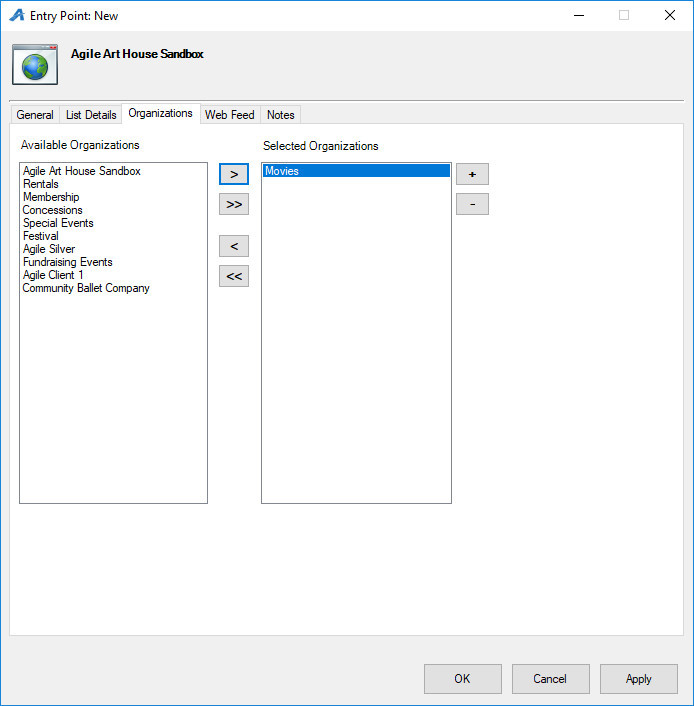 Entry Point: New
Agile Art House Sandbox
General
List Details
Organizations
Web Feed
Notes
Available Organizations
Agile Art House Sandbox
Rentals
Membership
Concessions
Special Events
Festival
Agile Silver
Fundraising Events
Agile Client 1
Community Ballet Company
>
>>
<
<<
Selected Organizations
Movies
+
-
OK
Cancel
Apply